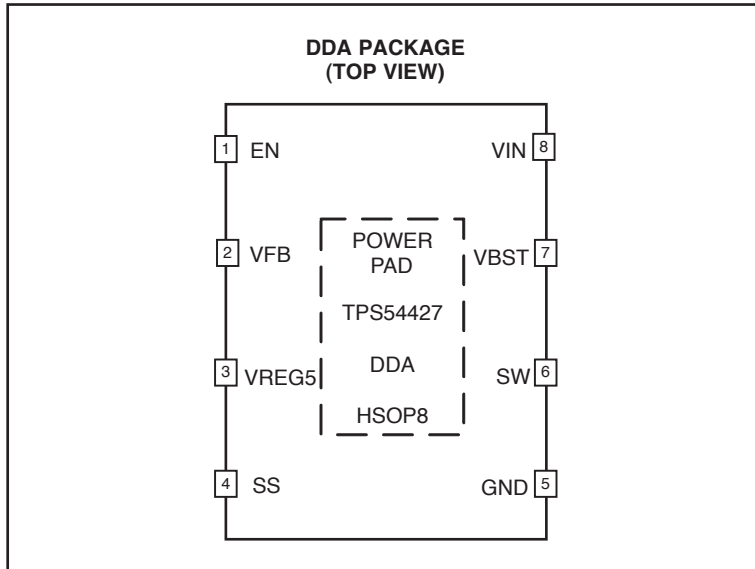 DDA PACKAGE
(TOP VIEW)
1 EN
VIN 8
2 VFB
POWER
PAD
VBST 7
TPS54427
3 VREG5
DDA
SW 6
HSOP8
4 SS
GND 5